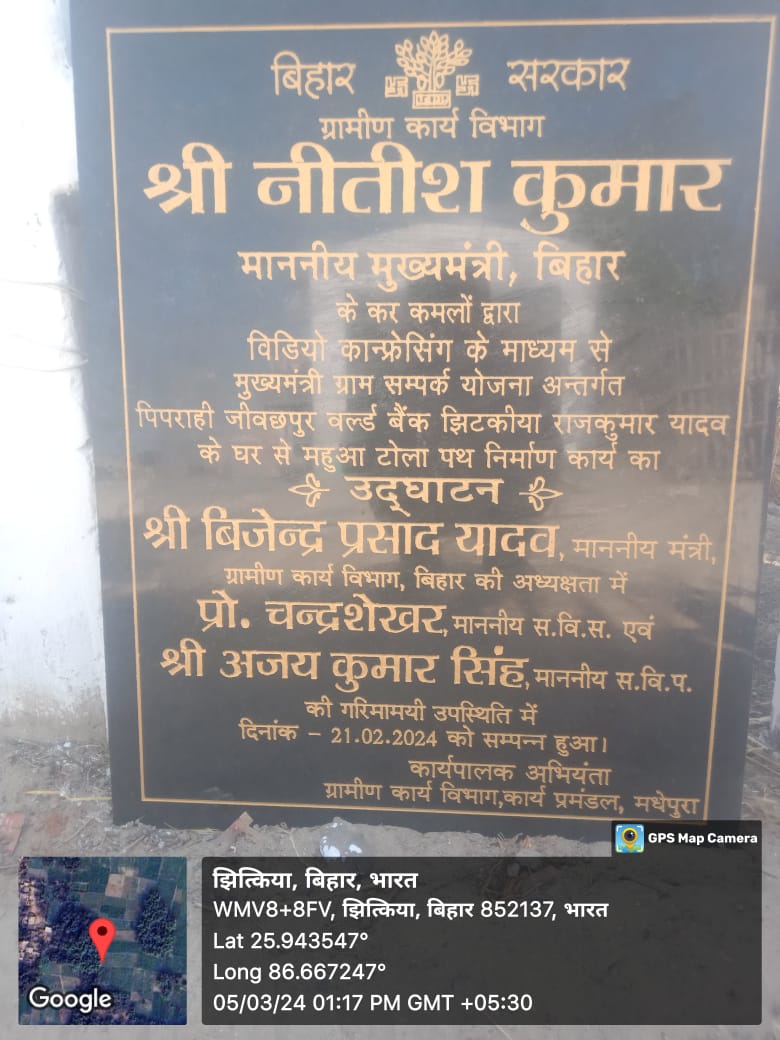 बिहार सरकार
ग्रामीण कार्य विभाग
श्री नीतीश कुमार
माननीय मुख्यमंत्री, बिहार
के कर कमलों द्वारा
विडियो कान्फ्रेसिंग के माध्यम से
मुख्यमंत्री ग्राम सम्पर्क योजना अन्तर्गत
पिपराही जीवछपुर वर्ल्ड बैंक झिटकीया राजकुमार यादव
के घर से महुआ टोला पथ निर्माण कार्य का
उद्घाटन
श्री बिजेन्द्र प्रसाद यादव, माननीय मंत्री,
ग्रामीण कार्य विभाग, बिहार की अध्यक्षता में
प्रो. चन्द्रशेखर, माननीय स.वि.स. एवं
श्री अजय कुमार सिंह, माननीय स.वि.प.
की गरिमामयी उपस्थिति में
दिनांक - 21.02.2024 को सम्पन्न हुआ।
कार्यपालक अभियंता
ग्रामीण कार्य विभाग,कार्य प्रमंडल, मधेपुरा
GPS Map Camera
झित्किया, बिहार, भारत
WMV8+8FV, झित्किया, बिहार 852137, भारत
Lat 25.943547°
Long 86.667247°
05/03/24 01:17 PM GMT +05:30
Google